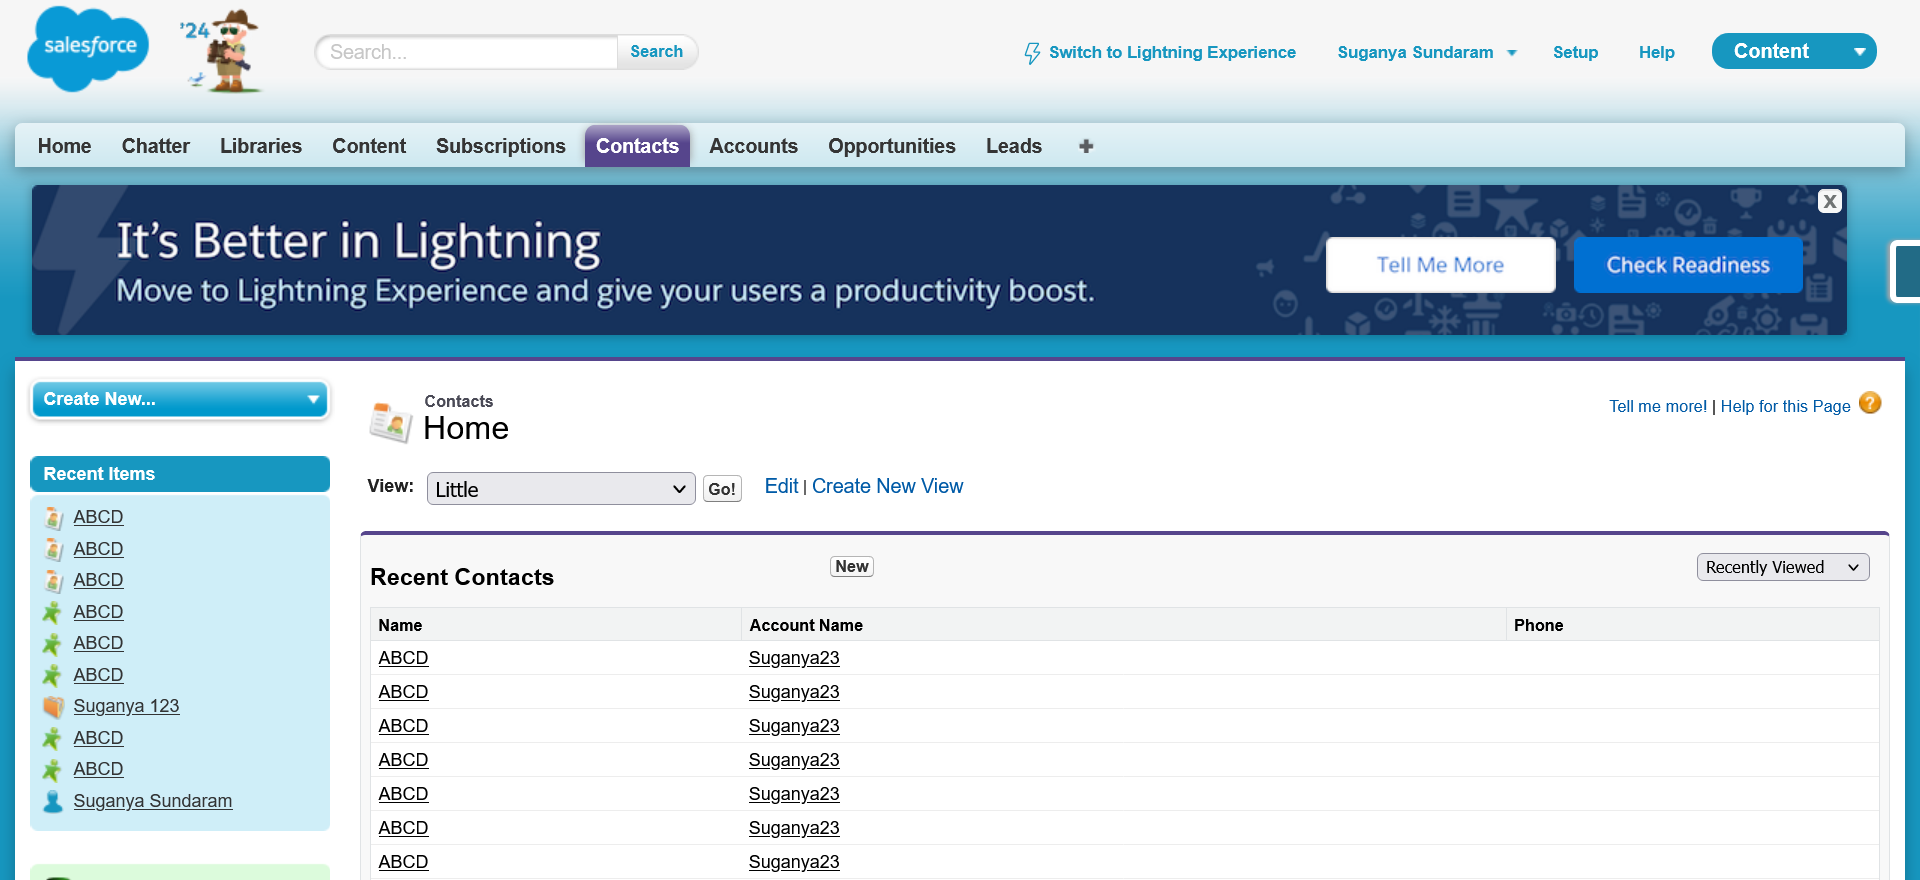 salesforce
'24
Search...
Search
Switch to Lightning Experience
Suganya Sundaram
Setup
Help
Content
Home
Chatter
Libraries
Content
Subscriptions
Contacts
Accounts
Opportunities
Leads
+
It's Better in Lightning
Move to Lightning Experience and give your users a productivity boost.
Tell Me More
Check Readiness
X
Create New...
Recent Items
ABCD
ABCD
ABCD
ABCD
ABCD
ABCD
Suganya 123
ABCD
ABCD
Suganya Sundaram
Contacts
Home
Tell me more! | Help for this Page
?
View:
Little
Go!
Edit | Create New View
Recent Contacts
New
Recently Viewed
Name Account Name Phone
ABCD Suganya23
ABCD Suganya23
ABCD Suganya23
ABCD Suganya23
ABCD Suganya23
ABCD Suganya23
ABCD Suganya23